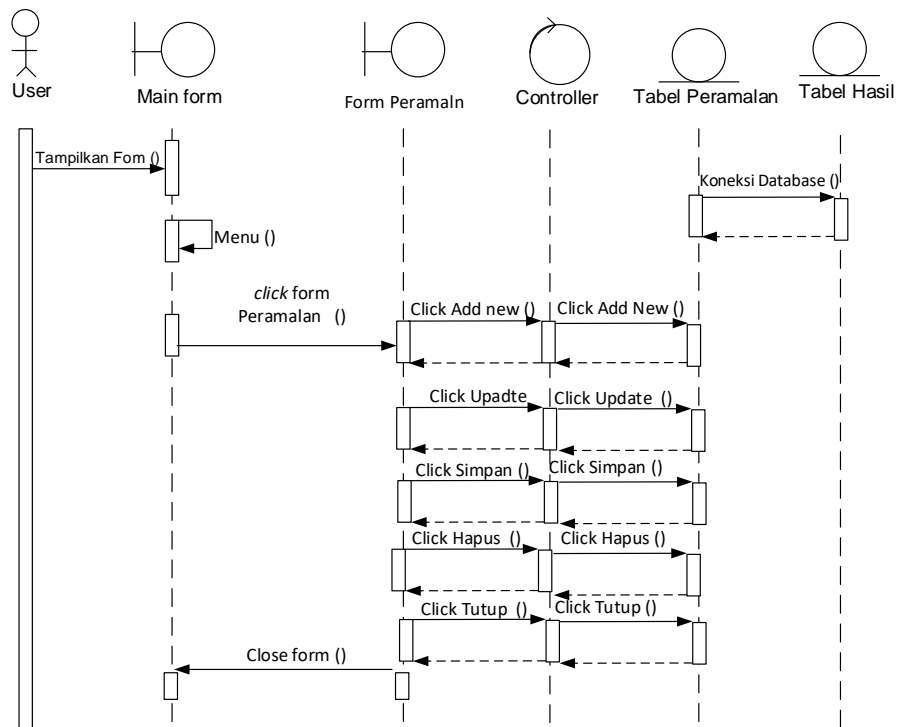 User
Main form
Form Peramaln
Controller
Tabel Peramalan
Tabel Hasil
Tampilkan Fom ()
Koneksi Database ()
Menu ()
click form
Peramalan ()
Click Add new ()
Click Add New ()
Click Upadte
Click Update ()
Click Simpan ()
Click Simpan ()
Click Hapus ()
Click Hapus ()
Click Tutup ()
Click Tutup ()
Close form ()